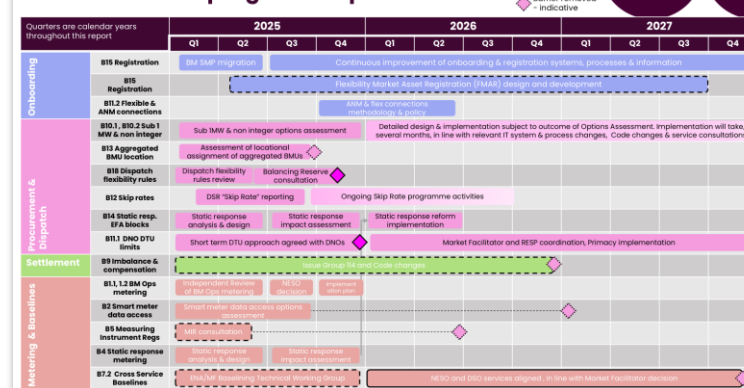 - indicative
Quarters are calendar years
throughout this report
2025
2026
2027
Q1
Q2
Q3
Q4
Q1
Q2
Q3
Q4
Q1
Q2
Q3
Q4
Onboarding
B15 Registration
BM SMP migration
Continuous improvement of onboarding & registration systems, processes & information
B15
Registration
Flexibility Market Asset Registration (FMAR) design and development
B11.2 Flexible &
ANM connections
ANM & flex connections
methodology & policy
Procurement &
Dispatch
B10.1 , B10.2 Sub 1
MW & non integer
Sub 1MW & non integer options assessment
Detailed design & implementation subject to outcome of Options Assessment. Implementation will take,
several months, in line with relevant IT system & process changes, Code changes & service consultations
B13 Aggregated
BMU location
Assessment of locational
assignment of aggregated BMUs
B18 Dispatch
flexibility rules
Dispatch flexibility
rules review
Balancing Reserve
consultation
B12 Skip rates
DSR "Skip Rate" reporting
Ongoing Skip Rate programme activities
B14 Static resp.
EFA blocks
Static response
analysis & design
Static response
impact assessment
Static response reform
implementation
B11.1 DNO DTU
limits
Short term DTU approach agreed with DNOs
Market Facilitator and RESP coordination, Primacy implementation
Settlement
B9 Imbalance &
compensation
Issue Group 114 and Code changes
Metering & Baselines
B1.1, 1.2 BM Ops
metering
Independent Review
of BM Ops metering
NESO
decision
Implement
ation plan
B2 Smart meter
data access
Smart meter data access options
assessment
B5 Measuring
Instrument Regs
MIR consultation
B4 Static response
metering
Static response
analysis & design
Static response
impact assessment
B7.2 Cross Service
Baselines
ENA/MF Baselining Technical Working Group
NESO and DSO services aligned , in line with Market Facilitator decision